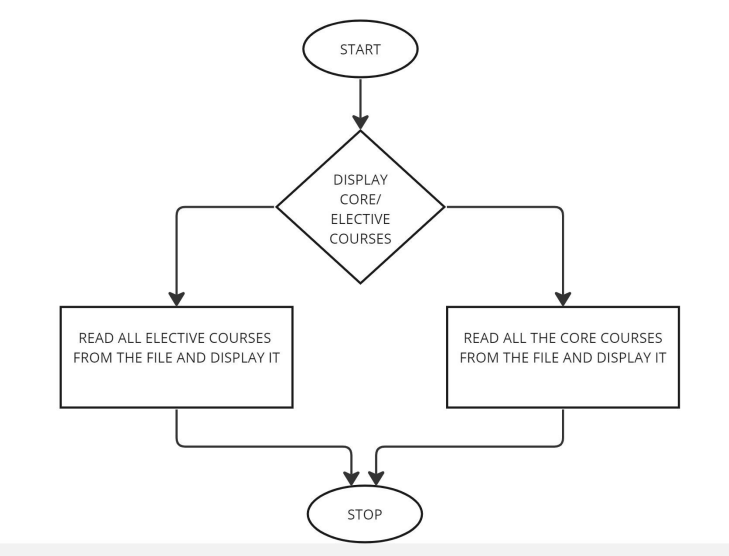 START
DISPLAY
CORE/
ELECTIVE
COURSES
READ ALL ELECTIVE COURSES
FROM THE FILE AND DISPLAY IT
READ ALL THE CORE COURSES
FROM THE FILE AND DISPLAY IT
STOP